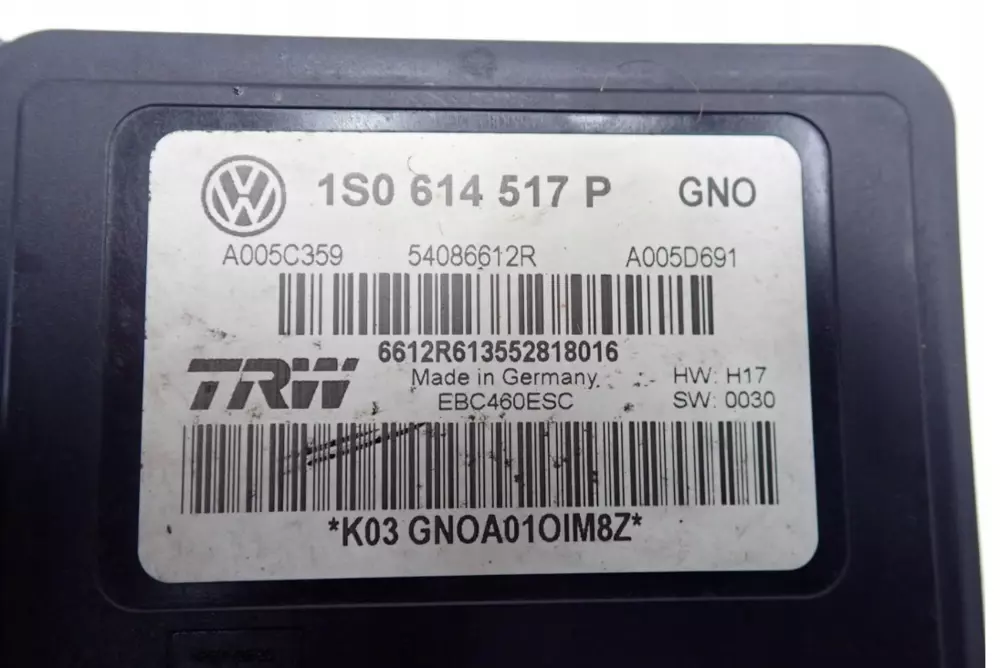 1S0 614 517 P GNO
A005C359 54086612R A005D691
6612R613552818016
TRW Made in Germany HW: H17
EBC460ESC SW: 0030
*K03 GNOA01OIM8Z*